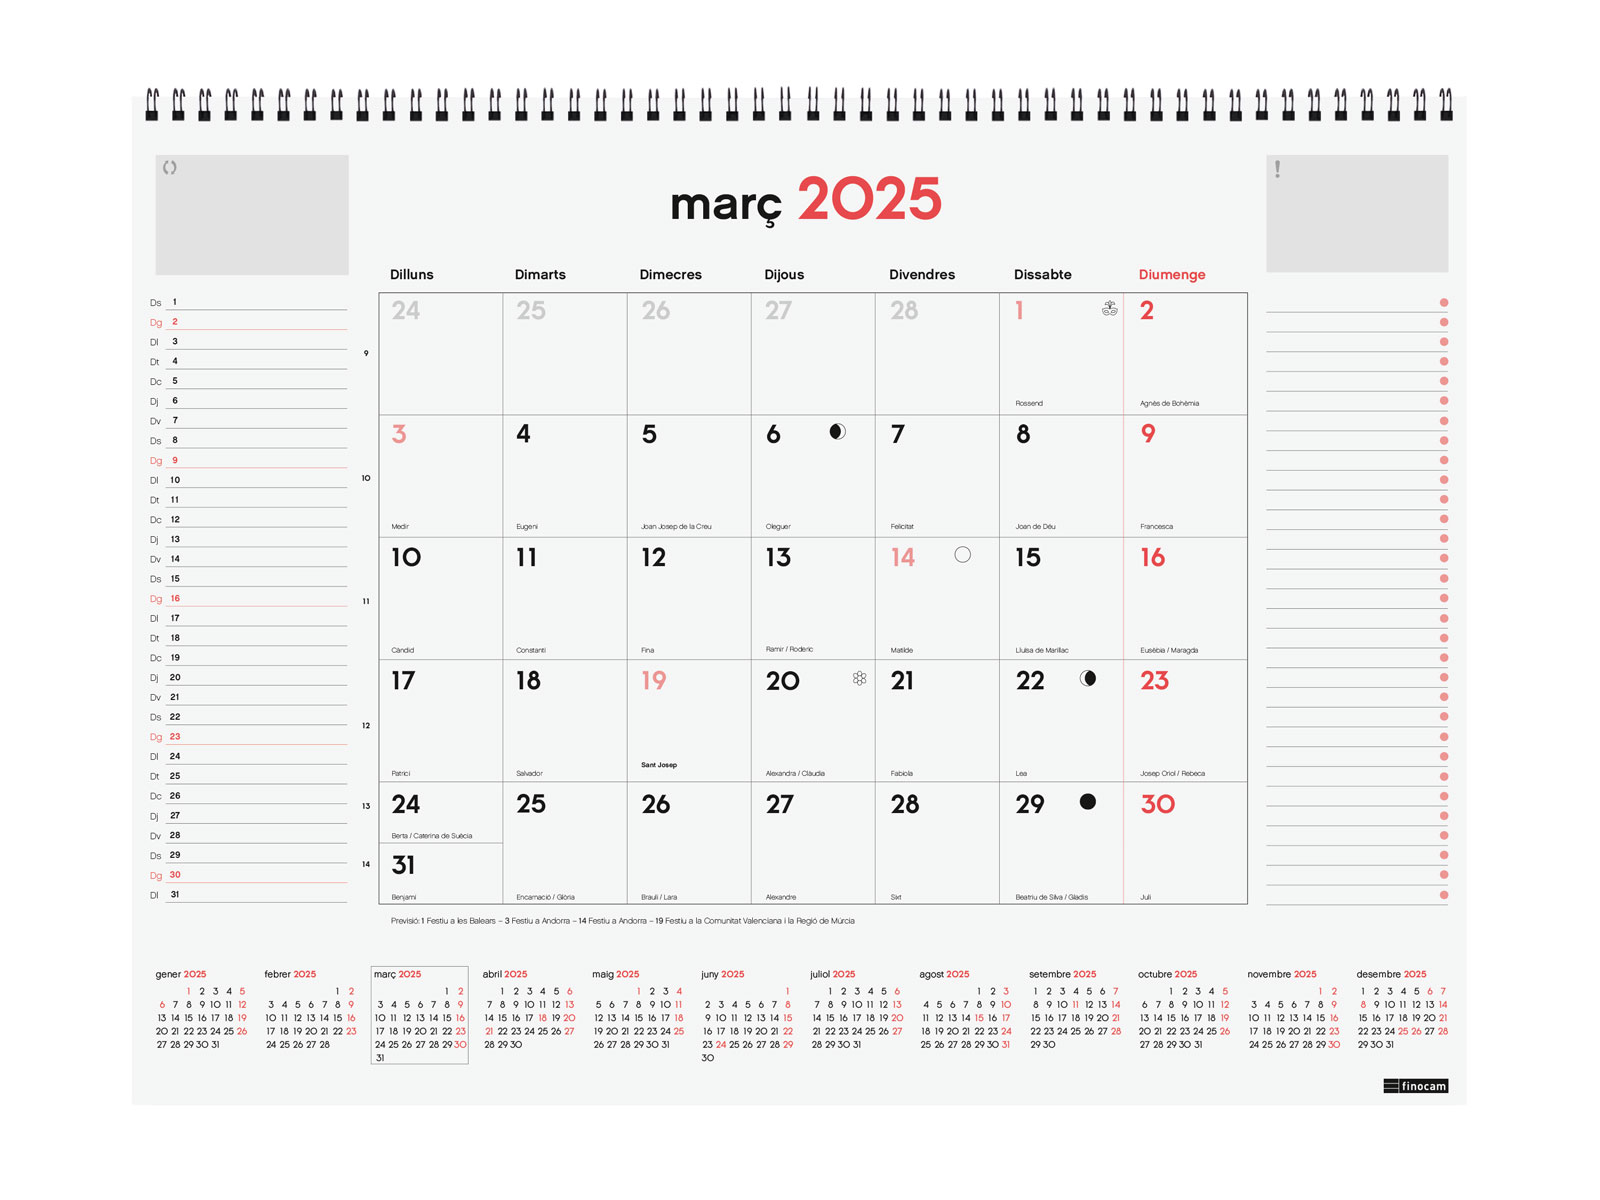 març 2025
Dilluns Dimarts Dimecres Dijous Divendres Dissabte Diumenge
Ds 1
Dg 2
Dl 3
Dt 4
Dc 5
Dj 6
Dv 7
Ds 8
Dg 9
Dl 10
Dt 11
Dc 12
Dj 13
Dv 14
Ds 15
Dg 16
Dl 17
Dt 18
Dc 19
Dj 20
Dv 21
Ds 22
Dg 23
Dl 24
Dt 25
Dc 26
Dj 27
Dv 28
Ds 29
Dg 30
Dl 31
24 25 26 27 28 1 2
9
Rossend Agnès de Bohèmia
3 4 5 6 7 8 9
10
Medir Eugeni Joan Josep de la Creu Oleguer Felicitat Joan de Déu Francesca
10 11 12 13 14 15 16
11
Càndid Constantí Fina Ramir / Roderic Matilde Lluïsa de Marillac Eusèbia / Maragda
17 18 19 20 21 22 23
12
Sant Josep
Patrici Salvador Alexandra / Clàudia Fabiola Lea Josep Oriol / Rebeca
13 24 25 26 27 28 29 30
Berta / Caterina de Suècia
14 31
Benjamí Encarnació / Glòria Brauli / Lara Alexandre Sixt Beatriu de Silva / Gladis Juli
Previsió: 1 Festiu a les Balears – 3 Festiu a Andorra – 14 Festiu a Andorra – 19 Festiu a la Comunitat Valenciana i la Regió de Múrcia
gener 2025
1 2 3 4 5
6 7 8 9 10 11 12
13 14 15 16 17 18 19
20 21 22 23 24 25 26
27 28 29 30 31
febrer 2025
1 2
3 4 5 6 7 8 9
10 11 12 13 14 15 16
17 18 19 20 21 22 23
24 25 26 27 28
març 2025
1 2
3 4 5 6 7 8 9
10 11 12 13 14 15 16
17 18 19 20 21 22 23
24 25 26 27 28 29 30
31
abril 2025
1 2 3 4 5 6
7 8 9 10 11 12 13
14 15 16 17 18 19 20
21 22 23 24 25 26 27
28 29 30
maig 2025
1 2 3 4
5 6 7 8 9 10 11
12 13 14 15 16 17 18
19 20 21 22 23 24 25
26 27 28 29 30 31
juny 2025
1
2 3 4 5 6 7 8
9 10 11 12 13 14 15
16 17 18 19 20 21 22
23 24 25 26 27 28 29
30
juliol 2025
1 2 3 4 5 6
7 8 9 10 11 12 13
14 15 16 17 18 19 20
21 22 23 24 25 26 27
28 29 30 31
agost 2025
1 2 3
4 5 6 7 8 9 10
11 12 13 14 15 16 17
18 19 20 21 22 23 24
25 26 27 28 29 30 31
setembre 2025
1 2 3 4 5 6 7
8 9 10 11 12 13 14
15 16 17 18 19 20 21
22 23 24 25 26 27 28
29 30
octubre 2025
1 2 3 4 5
6 7 8 9 10 11 12
13 14 15 16 17 18 19
20 21 22 23 24 25 26
27 28 29 30 31
novembre 2025
1 2
3 4 5 6 7 8 9
10 11 12 13 14 15 16
17 18 19 20 21 22 23
24 25 26 27 28 29 30
desembre 2025
1 2 3 4 5 6 7
8 9 10 11 12 13 14
15 16 17 18 19 20 21
22 23 24 25 26 27 28
29 30 31
finocam